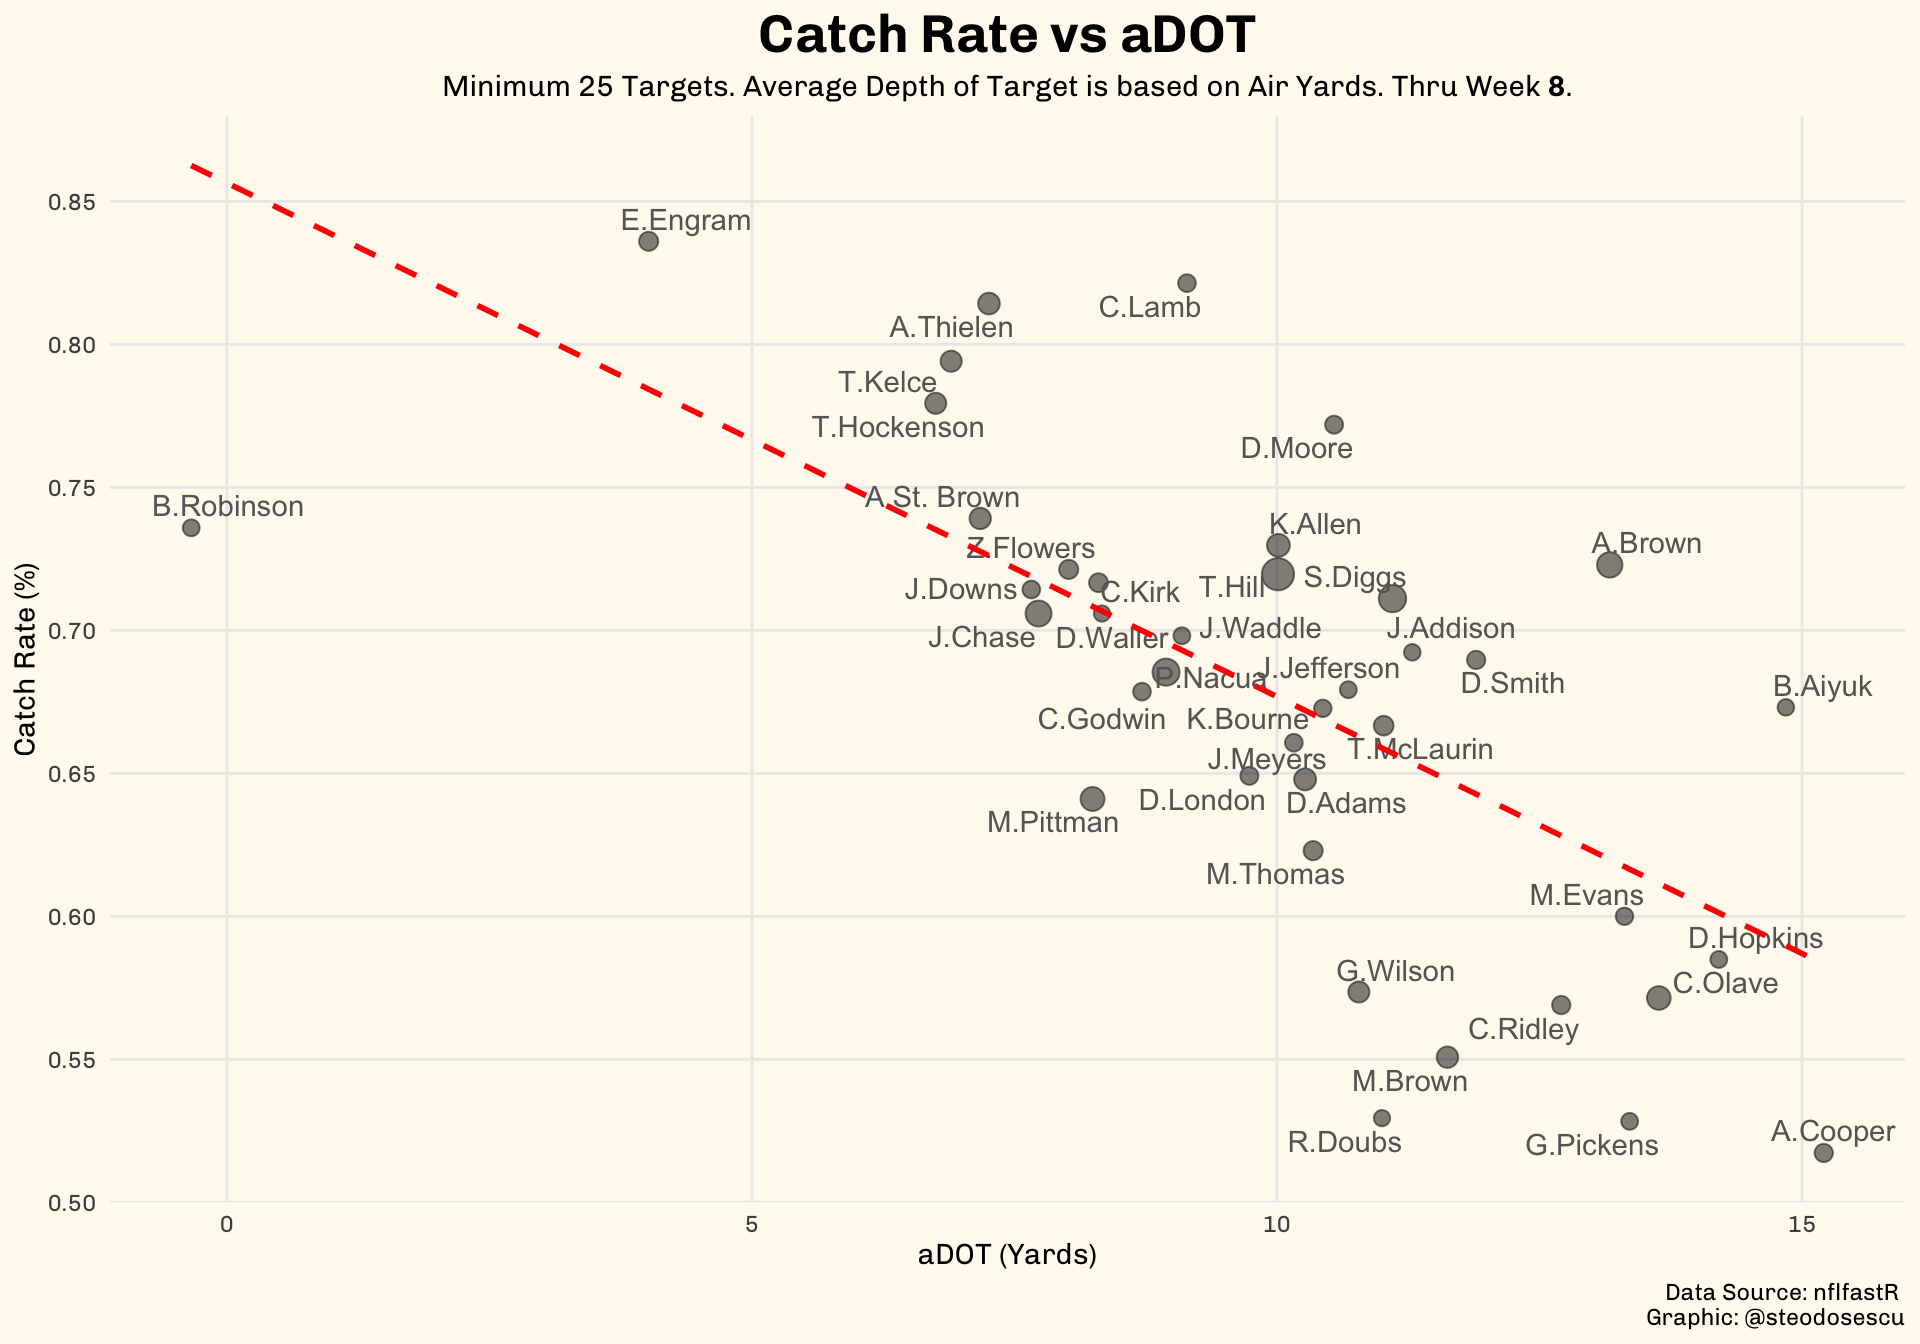 Catch Rate vs aDOT
Minimum 25 Targets. Average Depth of Target is based on Air Yards. Thru Week 8.
Catch Rate (%)
0.85
0.80
0.75
0.70
0.65
0.60
0.55
0.50
E.Engram
C.Lamb
A.Thielen
T.Kelce
T.Hockenson
D.Moore
A.St. Brown
B.Robinson
K.Allen
A.Brown
Z.Flowers
S.Diggs
T.Hill
J.Downs
C.Kirk
J.Waddle
J.Addison
J.Chase
D.Waller
J.Jefferson
P.Nacua
D.Smith
B.Aiyuk
C.Godwin
K.Bourne
T.McLaurin
J.Meyers
D.London
D.Adams
M.Pittman
M.Thomas
M.Evans
D.Hopkins
G.Wilson
C.Olave
C.Ridley
M.Brown
R.Doubs
G.Pickens
A.Cooper
0
5
10
15
aDOT (Yards)
Data Source: nflfastR
Graphic: @steodosescu